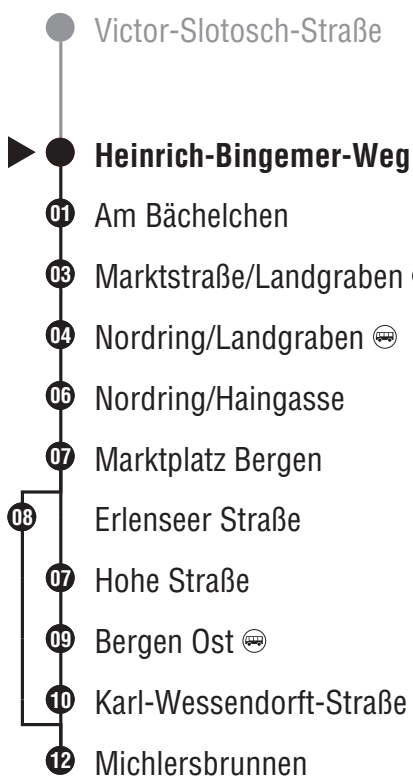 Victor-Slotosch-Straße
Heinrich-Bingemer-Weg
01 Am Bächelchen
03 Marktstraße/Landgraben
04 Nordring/Landgraben
06 Nordring/Haingasse
07 Marktplatz Bergen
08 Erlenseer Straße
07 Hohe Straße
09 Bergen Ost
10 Karl-Wessendorft-Straße
12 Michlersbrunnen